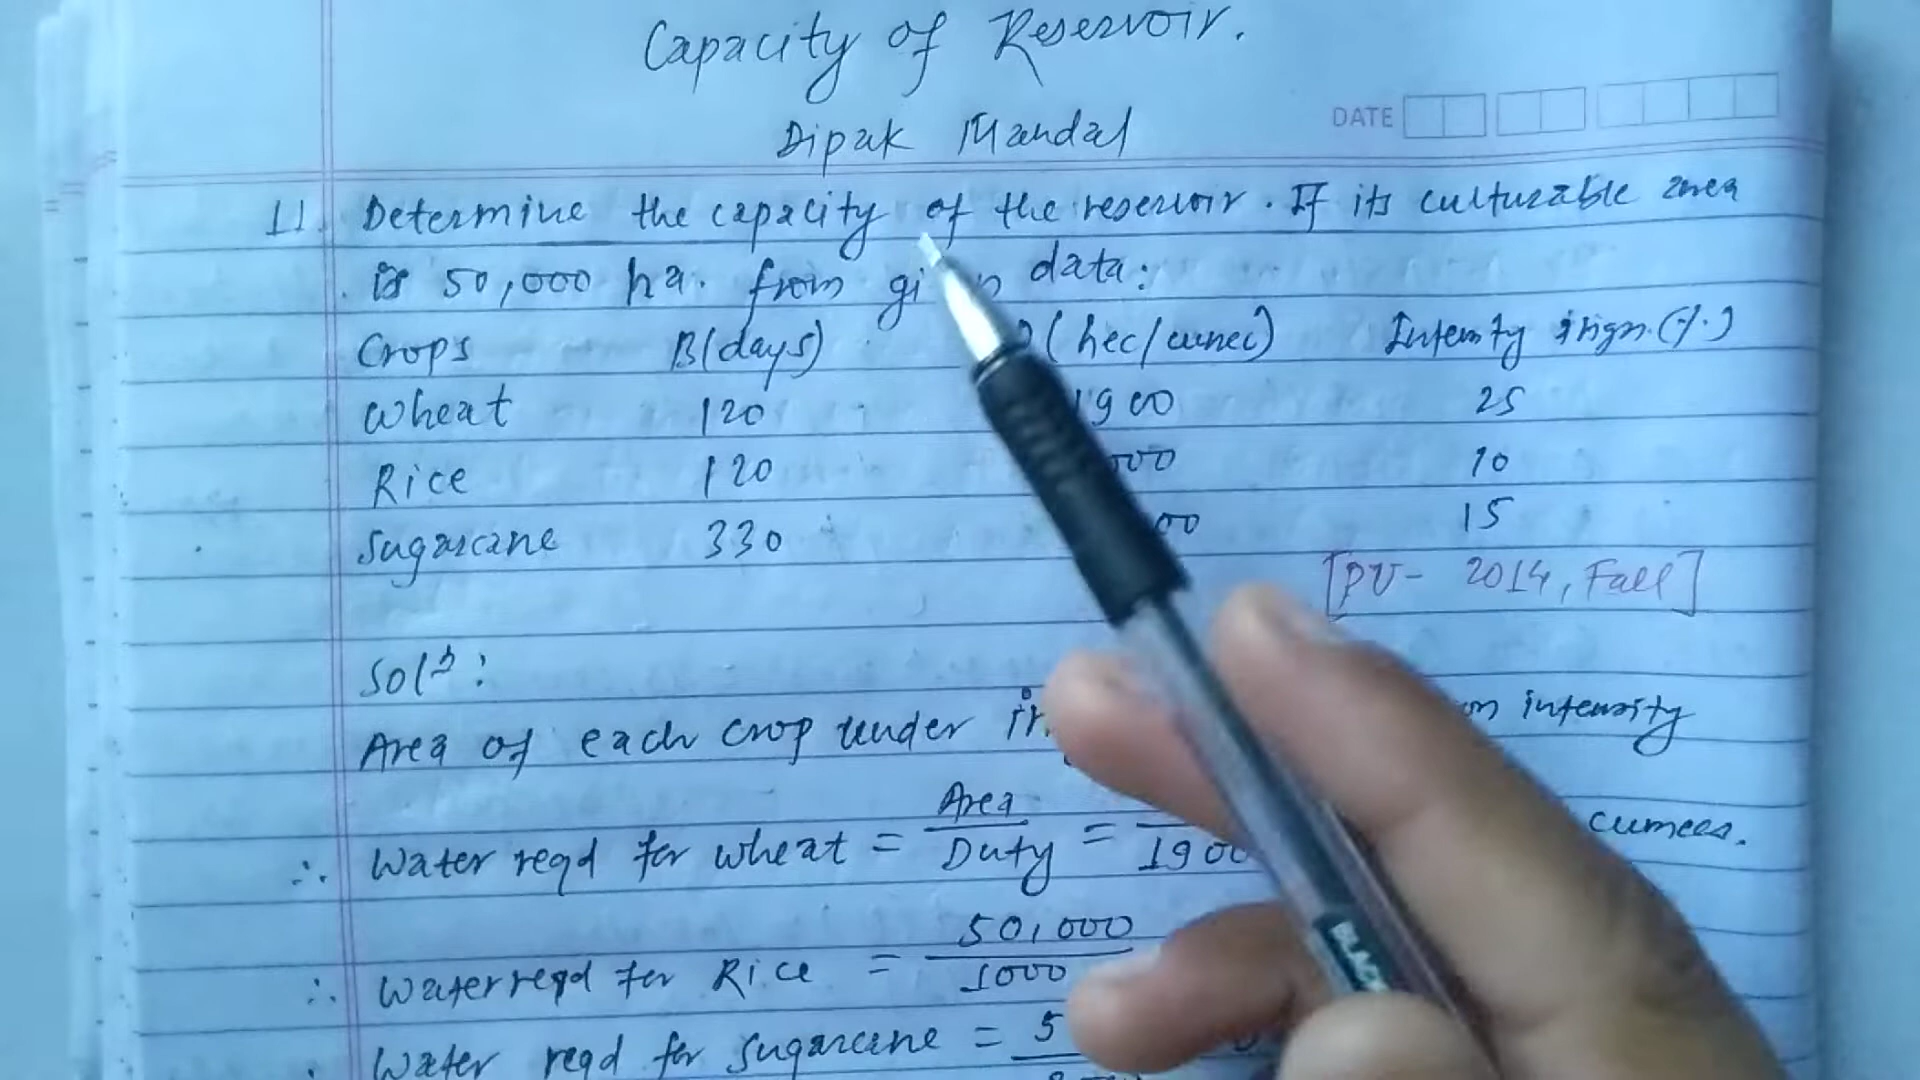 Capacity of Reservoir.
DATE
Dipak Mandal
11. Determine the capacity of the reservoir. If its culturable area
is 50,000 ha. from data:
Crops B(days) (hec/cumec) Intensity irign.(%)
Wheat 120 1900 25
Rice 120 10
Sugarcane 330 15
[PU- 2014, Fall]
Soln:
Area of each crop under intensity
Area
∴ Water reqd for wheat = Duty = 1900 cumecs.
50,000
∴ Water reqd for Rice = 1000
Water reqd for sugarcane = 5
BLACK